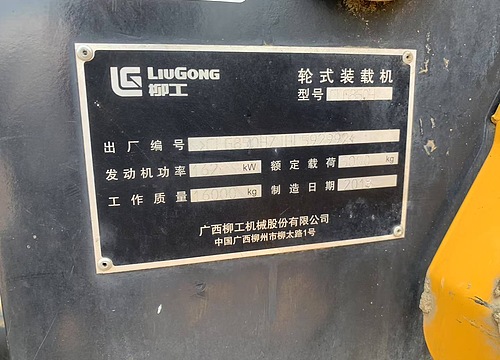 LG LIUGONG 轮式装载机
柳工 型号
出厂编号
发动机功率 162 kW 额定载荷 kg
工作质量 16000 kg 制造日期
广西柳工机械股份有限公司
中国广西柳州市柳太路1号